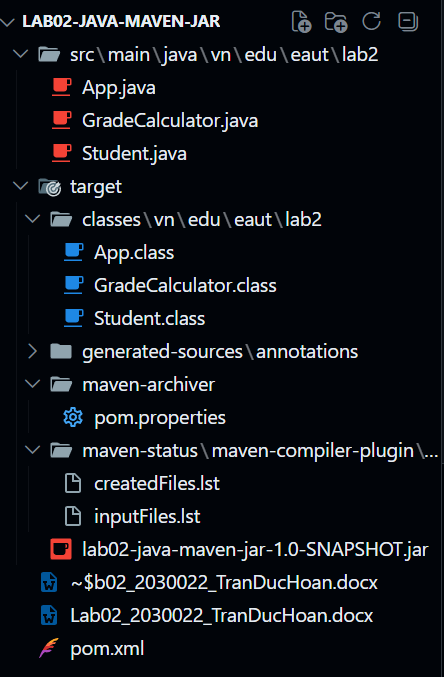 LAB02-JAVA-MAVEN-JAR
src\main\java\vn\edu\eaut\lab2
App.java
GradeCalculator.java
Student.java
target
classes\vn\edu\eaut\lab2
App.class
GradeCalculator.class
Student.class
generated-sources\annotations
maven-archiver
pom.properties
maven-status\maven-compiler-plugin\...
createdFiles.lst
inputFiles.lst
lab02-java-maven-jar-1.0-SNAPSHOT.jar
~$b02_2030022_TranDucHoan.docx
Lab02_2030022_TranDucHoan.docx
pom.xml